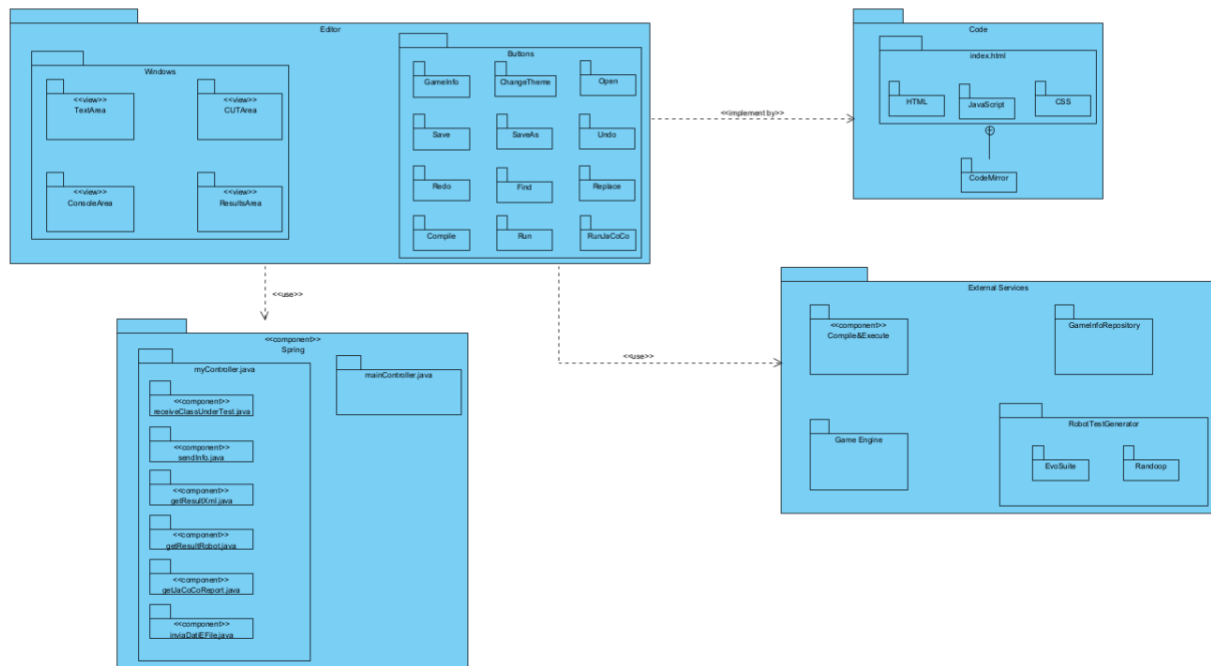 Editor
Windows
<<view>>
TextArea
<<view>>
CUTArea
<<view>>
ConsoleArea
<<view>>
ResultsArea
Buttons
GameInfo
ChangeTheme
Open
Save
SaveAs
Undo
Redo
Find
Replace
Compile
Run
RunJaCoCo
<<implement by>>
Code
index.html
HTML
JavaScript
CSS
CodeMirror
<<use>>
<<use>>
<<component>>
Spring
myController.java
<<component>>
receiveClassUnderTest.java
<<component>>
sendInfo.java
<<component>>
getResultXml.java
<<component>>
getResultRobot.java
<<component>>
getJaCoCoReport.java
<<component>>
inviaDatiEFile.java
mainController.java
External Services
<<component>>
Compile&Execute
GameInfoRepository
Game Engine
RobotTestGenerator
EvoSuite
Randoop